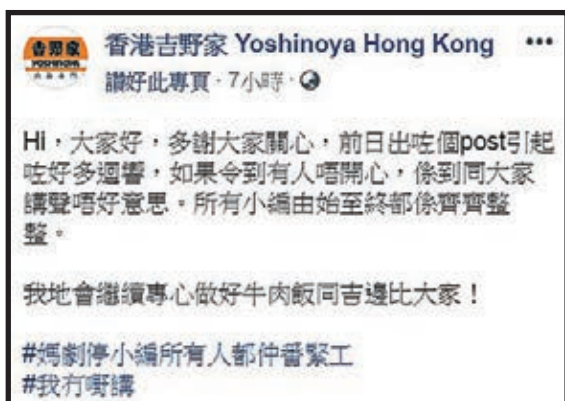 吉野家
YOSHINOYA
香港吉野家 Yoshinoya Hong Kong
讚好此專頁 · 7小時 ·
Hi，大家好，多謝大家關心，前日出咗個post引起
咗好多迴響，如果令到有人唔開心，係到同大家
講聲唔好意思。所有小編由始至終都係齊齊整
整。
我地會繼續專心做好牛肉飯同吉邊比大家！
#媽劇停小編所有人都仲番緊工
#我冇嘢講